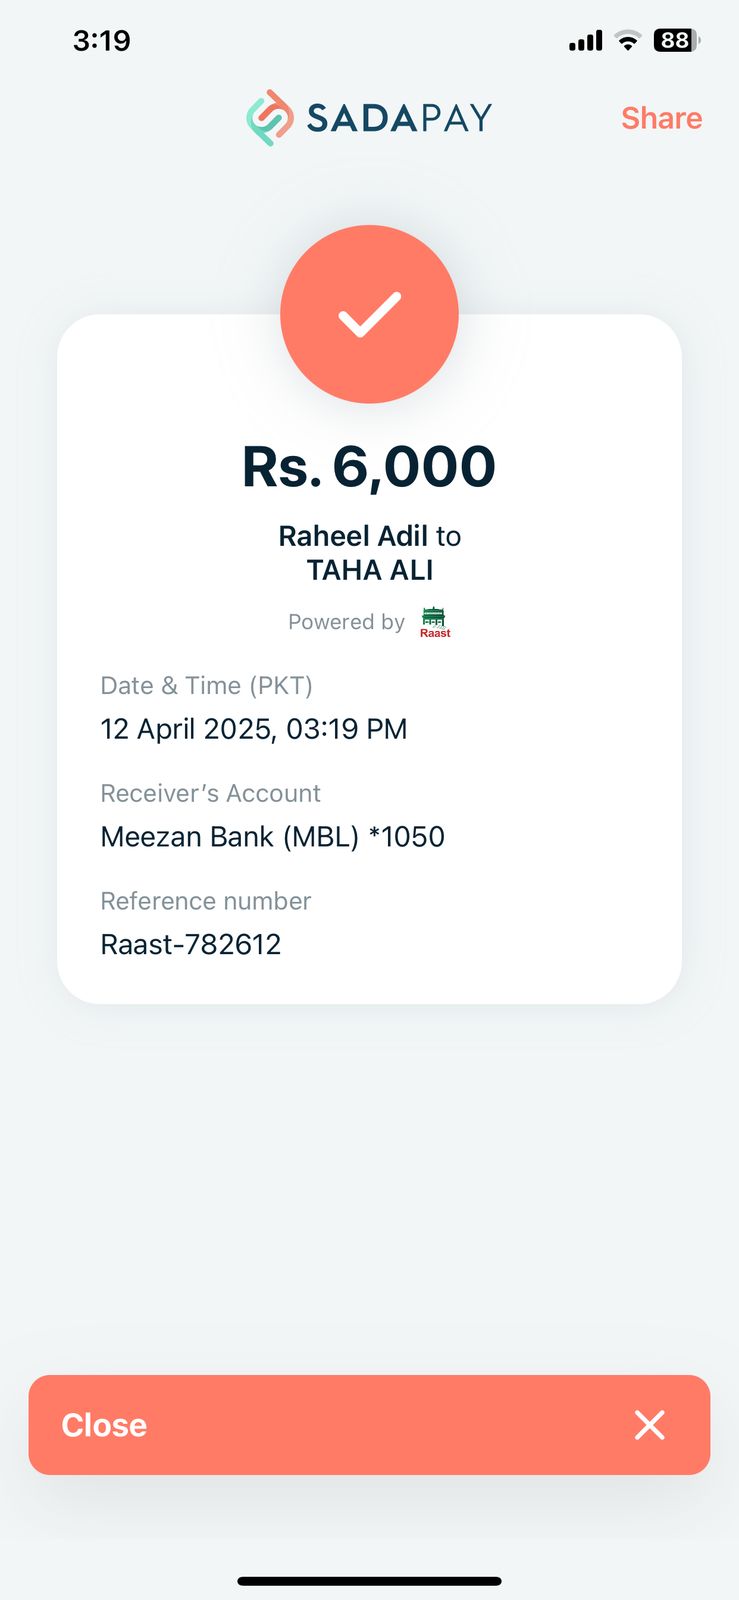 3:19
88
SADAPAY
Share
Rs. 6,000
Raheel Adil to
TAHA ALI
Powered by Raast
Date & Time (PKT)
12 April 2025, 03:19 PM
Receiver’s Account
Meezan Bank (MBL) *1050
Reference number
Raast-782612
Close